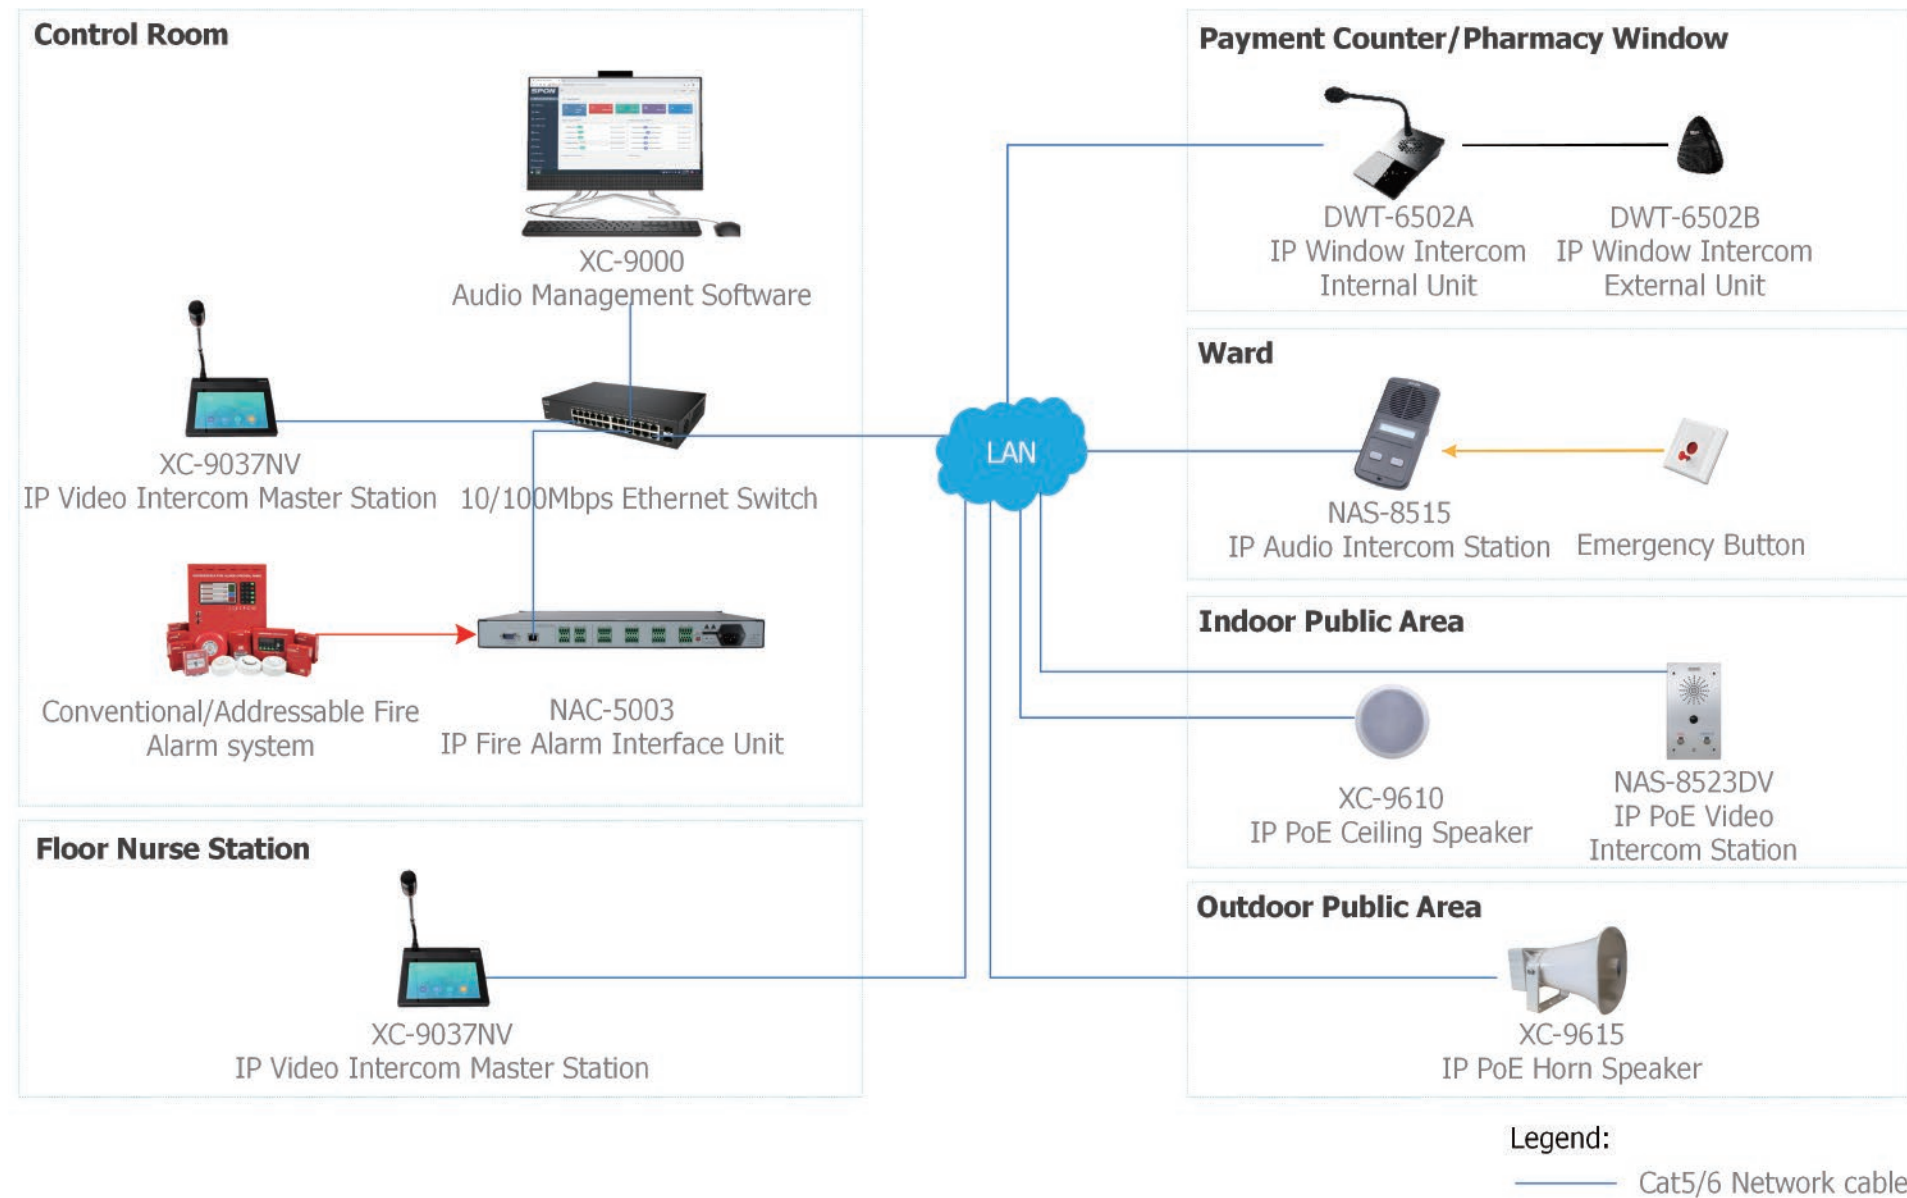 Control Room
SPON
XC-9000
Audio Management Software
XC-9037NV
IP Video Intercom Master Station
10/100Mbps Ethernet Switch
Conventional/Addressable Fire
Alarm system
NAC-5003
IP Fire Alarm Interface Unit
Floor Nurse Station
XC-9037NV
IP Video Intercom Master Station
LAN
Payment Counter/Pharmacy Window
DWT-6502A
IP Window Intercom
Internal Unit
DWT-6502B
IP Window Intercom
External Unit
Ward
NAS-8515
IP Audio Intercom Station
Emergency Button
Indoor Public Area
XC-9610
IP PoE Ceiling Speaker
NAS-8523DV
IP PoE Video
Intercom Station
Outdoor Public Area
XC-9615
IP PoE Horn Speaker
Legend:
Cat5/6 Network cable